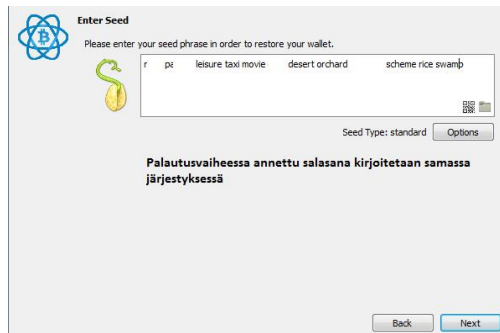 Enter Seed
Please enter your seed phrase in order to restore your wallet.
r pa leisure taxi movie desert orchard scheme rice swamp
Seed Type: standard Options
Palautusvaiheessa annettu salasana kirjoitetaan samassa
järjestyksessä
Back Next